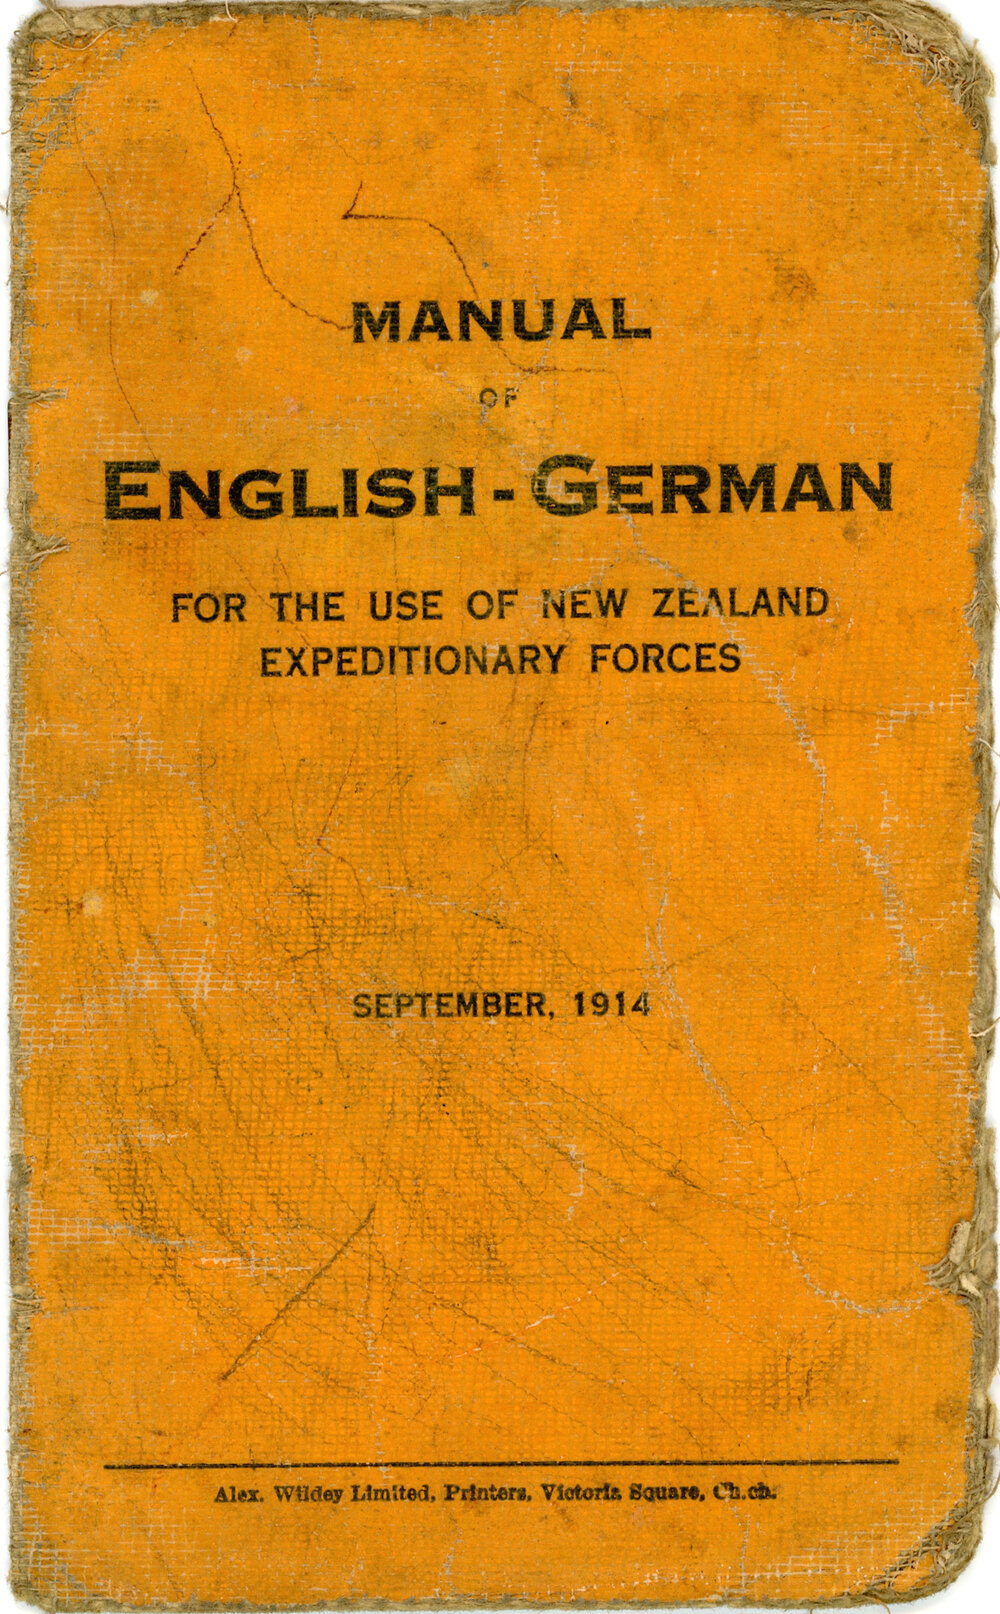 MANUAL
OF
ENGLISH-GERMAN
FOR THE USE OF NEW ZEALAND
EXPEDITIONARY FORCES
SEPTEMBER, 1914
Alex. Wildey Limited, Printers, Victoria Square, Ch.ch.